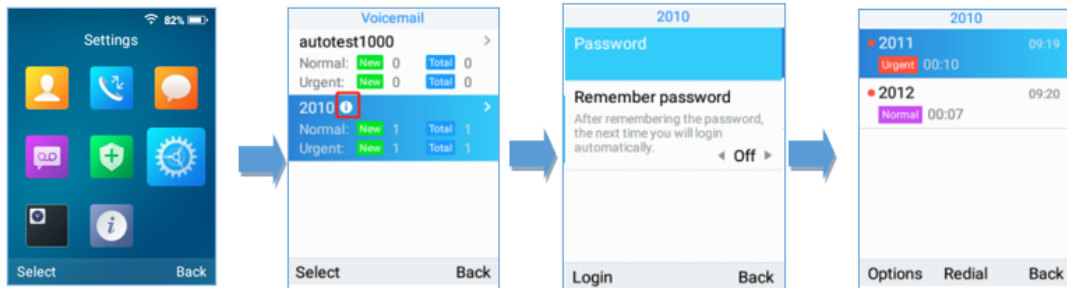 82%
Settings
Select Back
Voicemail
autotest1000
Normal: New 0 Total 0
Urgent: New 0 Total 0
2010
Normal: New 1 Total 1
Urgent: New 1 Total 1
Select Back
2010
Password
Remember password
After remembering the password,
the next time you will login
automatically.
Off
Login Back
2010
2011 09:19
Urgent 00:10
2012 09:20
Normal 00:07
Options Redial Back